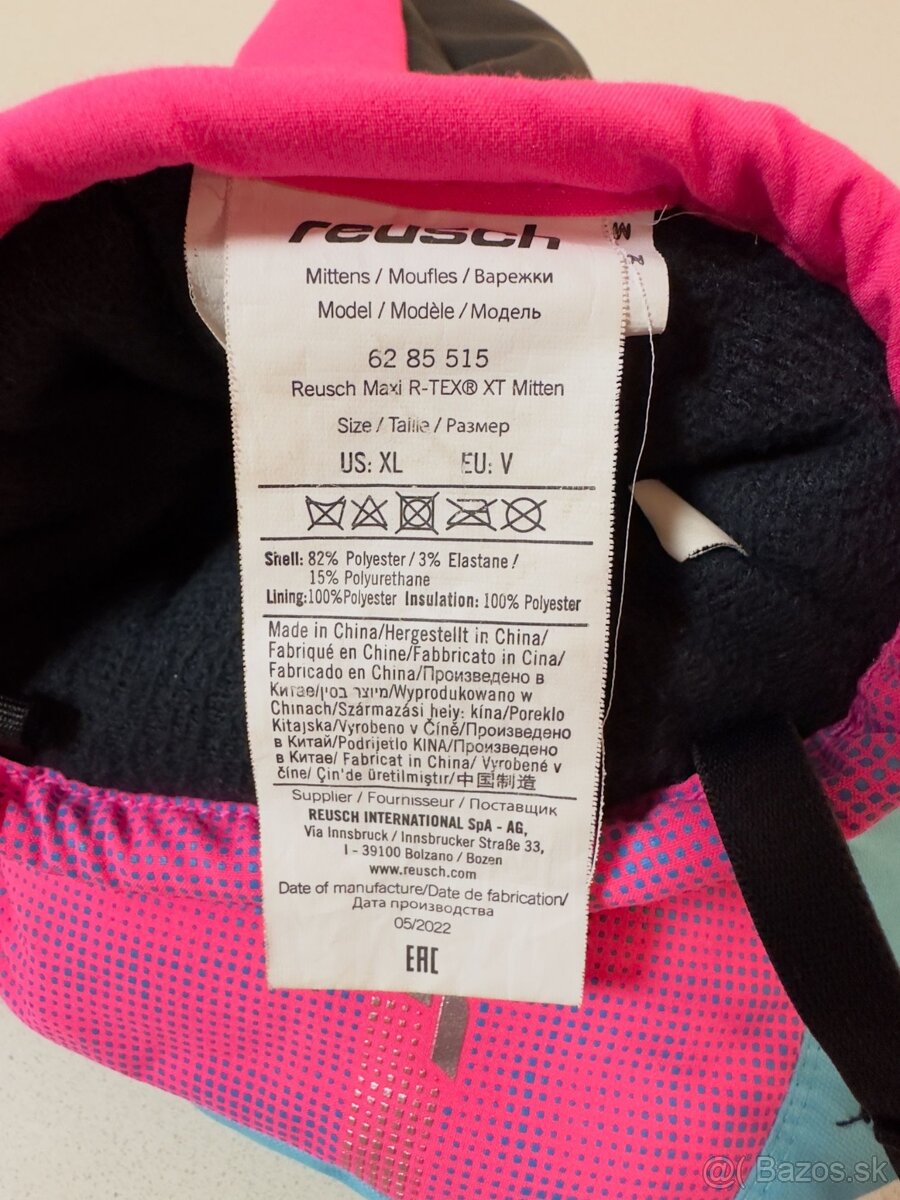 reusch
Mittens / Moufles / Варежки
Model / Modèle / Модель
62 85 515
Reusch Maxi R-TEX® XT Mitten
Size / Taille / Размер
US: XL EU: V
Shell: 82% Polyester / 3% Elastane /
15% Polyurethane
Lining:100%Polyester Insulation: 100% Polyester
Made in China/Hergestellt in China/
Fabriqué en Chine/Fabbricato in Cina/
Fabricado en China/Произведено в
Китае/מיוצר בסין/Wyprodukowano w
Chinach/Származási hely: kína/Poreklo
Kitajska/Vyrobeno v Číně/Произведено
в Китай/Podrijetlo KINA/Произведено
в Китае/ Fabricat in China/ Vyrobené v
číne/ Çin'de üretilmiştir/中国制造
Supplier / Fournisseur / Поставщик
REUSCH INTERNATIONAL SpA - AG,
Via Innsbruck / Innsbrucker Straße 33,
I - 39100 Bolzano / Bozen
www.reusch.com
Date of manufacture/Date de fabrication/
Дата производства
05/2022
EAC
@( Bazos.sk